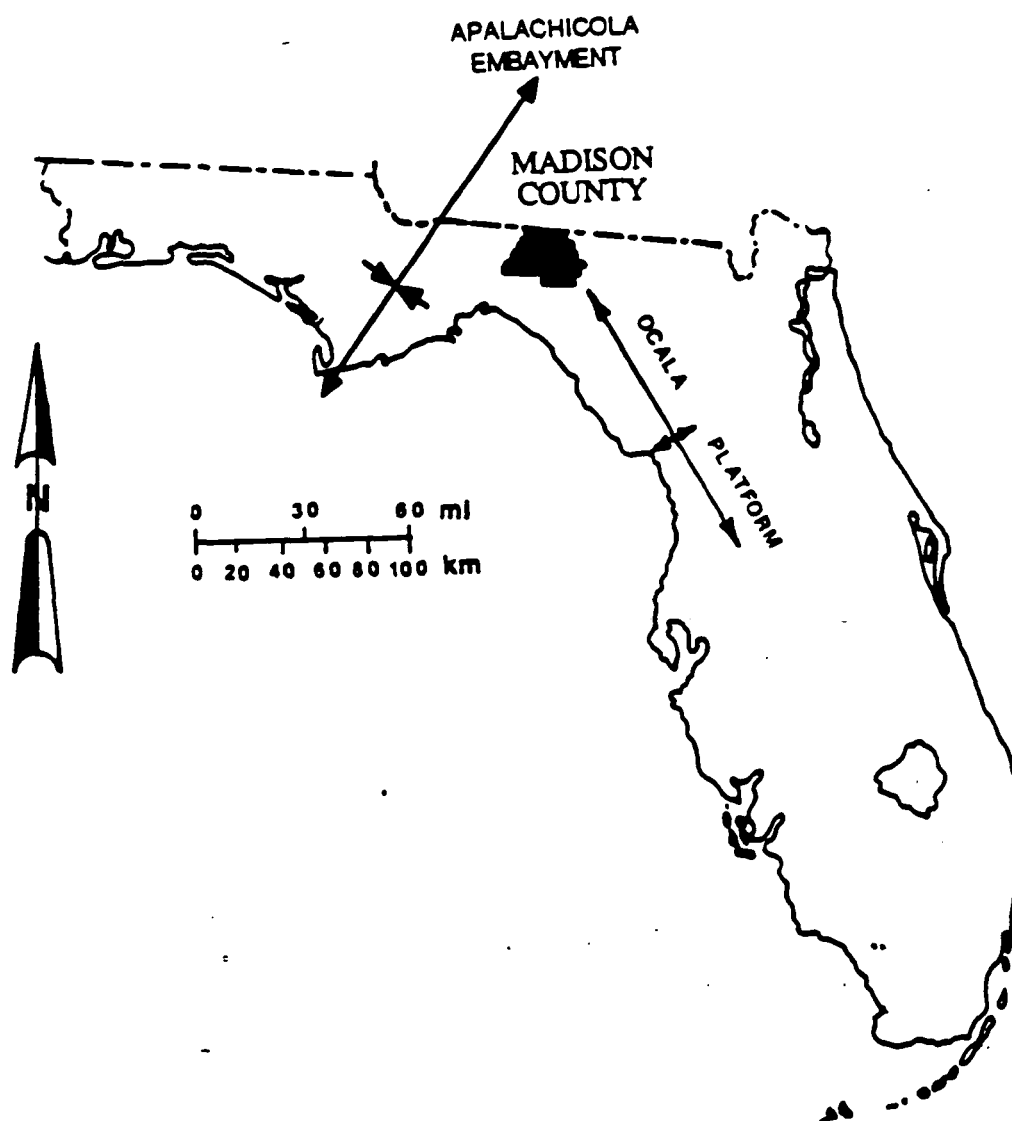 APALACHICOLA
EMBAYMENT
MADISON
COUNTY
OCALA
PLATFORM
N
0 30 60 mi
0 20 40 60 80 100 km